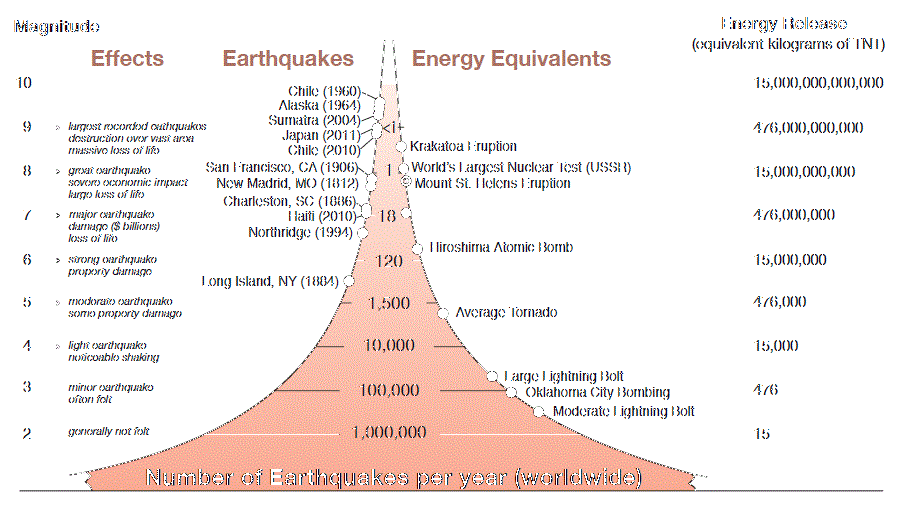 Magnitude
Energy Release
(equivalent kilograms of TNT)
Effects
Earthquakes
Energy Equivalents
10
15,000,000,000,000
Chile (1960)
Alaska (1964)
Sumatra (2004)
Japan (2011)
Chile (2010)
9
largest recorded earthquakes
destruction over vast area
massive loss of life
<1
476,000,000,000
Krakatoa Eruption
8
great earthquake
severe economic impact
large loss of life
San Francisco, CA (1906)
New Madrid, MO (1812)
1
World's Largest Nuclear Test (USSR)
Mount St. Helens Eruption
15,000,000,000
7
major earthquake
damage ($ billions)
loss of life
Charleston, SC (1886)
Haiti (2010)
Northridge (1994)
18
476,000,000
Hiroshima Atomic Bomb
6
strong earthquake
property damage
120
15,000,000
Long Island, NY (1884)
5
moderate earthquake
some property damage
1,500
476,000
Average Tornado
4
light earthquake
noticeable shaking
10,000
15,000
Large Lightning Bolt
3
minor earthquake
often felt
100,000
Oklahoma City Bombing
476
Moderate Lightning Bolt
2
generally not felt
1,000,000
15
Number of Earthquakes per year (worldwide)